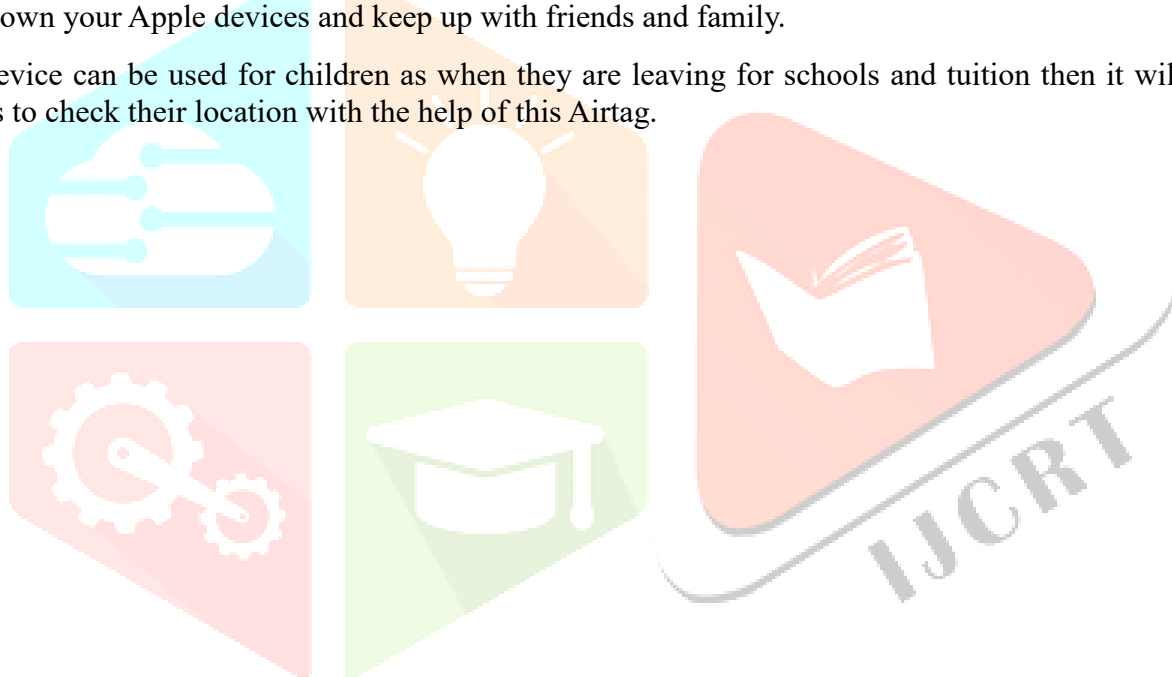 own your Apple devices and keep up with friends and family.
evice can be used for children as when they are leaving for schools and tuition then it wil
s to check their location with the help of this Airtag.
IJCRT